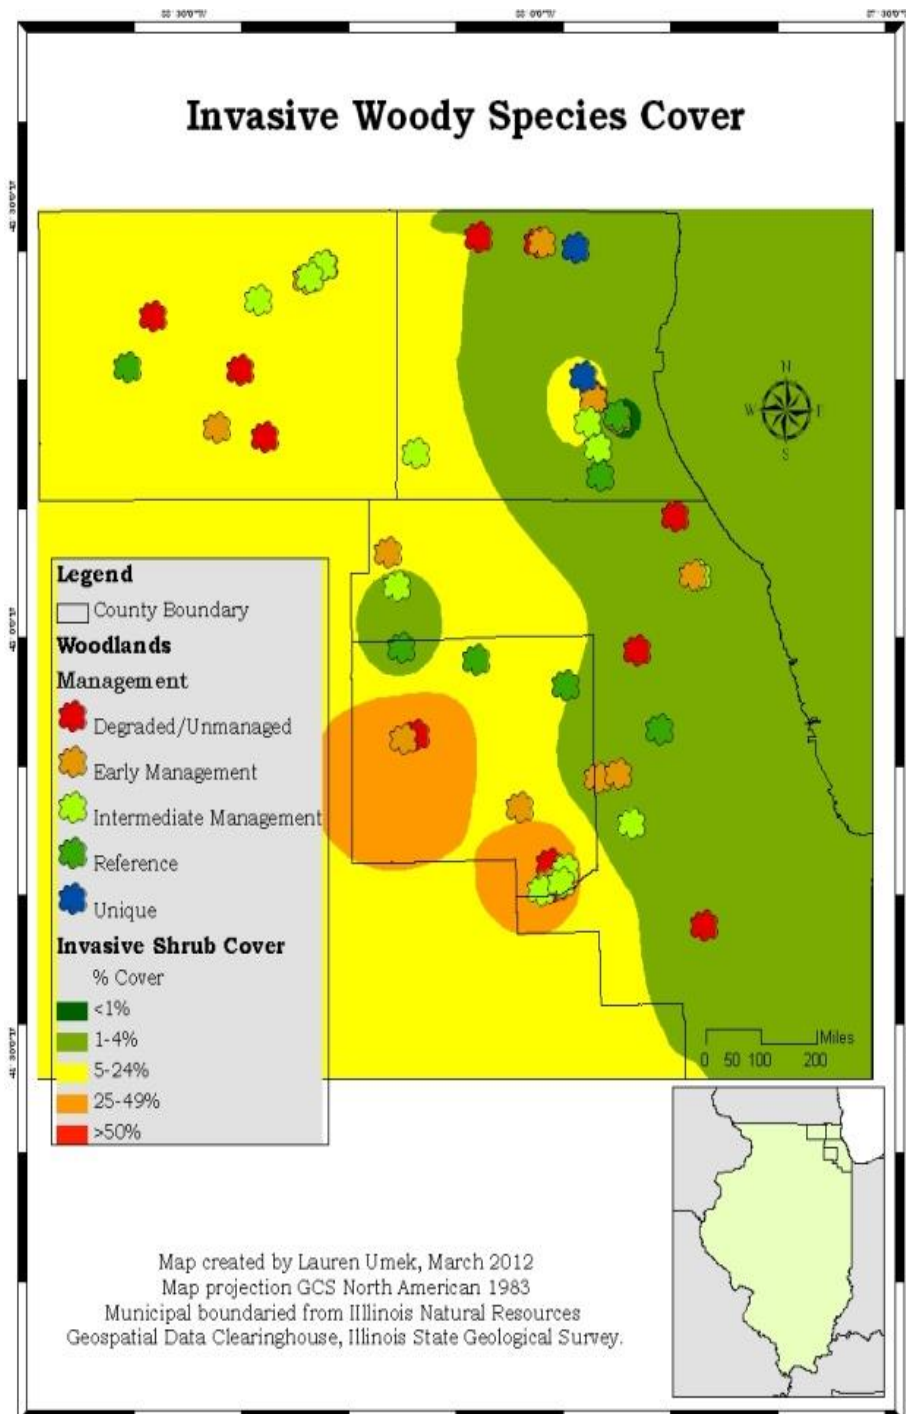 Invasive Woody Species Cover
N
W
S
Legend
County Boundary
Woodlands
Management
Degraded/Unmanaged
Early Management
Intermediate Management
Reference
Unique
Invasive Shrub Cover
% Cover
<1%
1-4%
5-24%
25-49%
>50%
Miles
0 50 100 200
Map created by Lauren Umek, March 2012
Map projection GCS North American 1983
Municipal boundaried from IIllinois Natural Resources
Geospatial Data Clearinghouse, Illinois State Geological Survey.